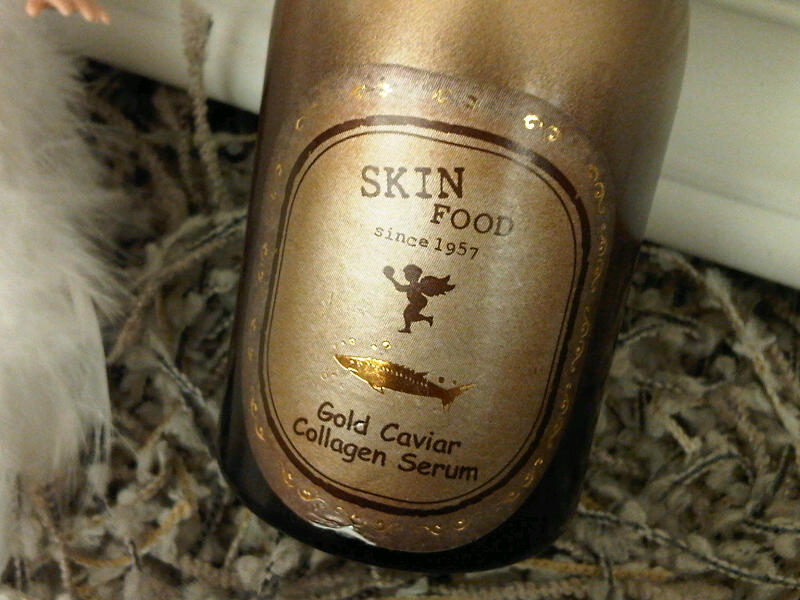 SKIN
FOOD
since 1957
Gold Caviar
Collagen Serum